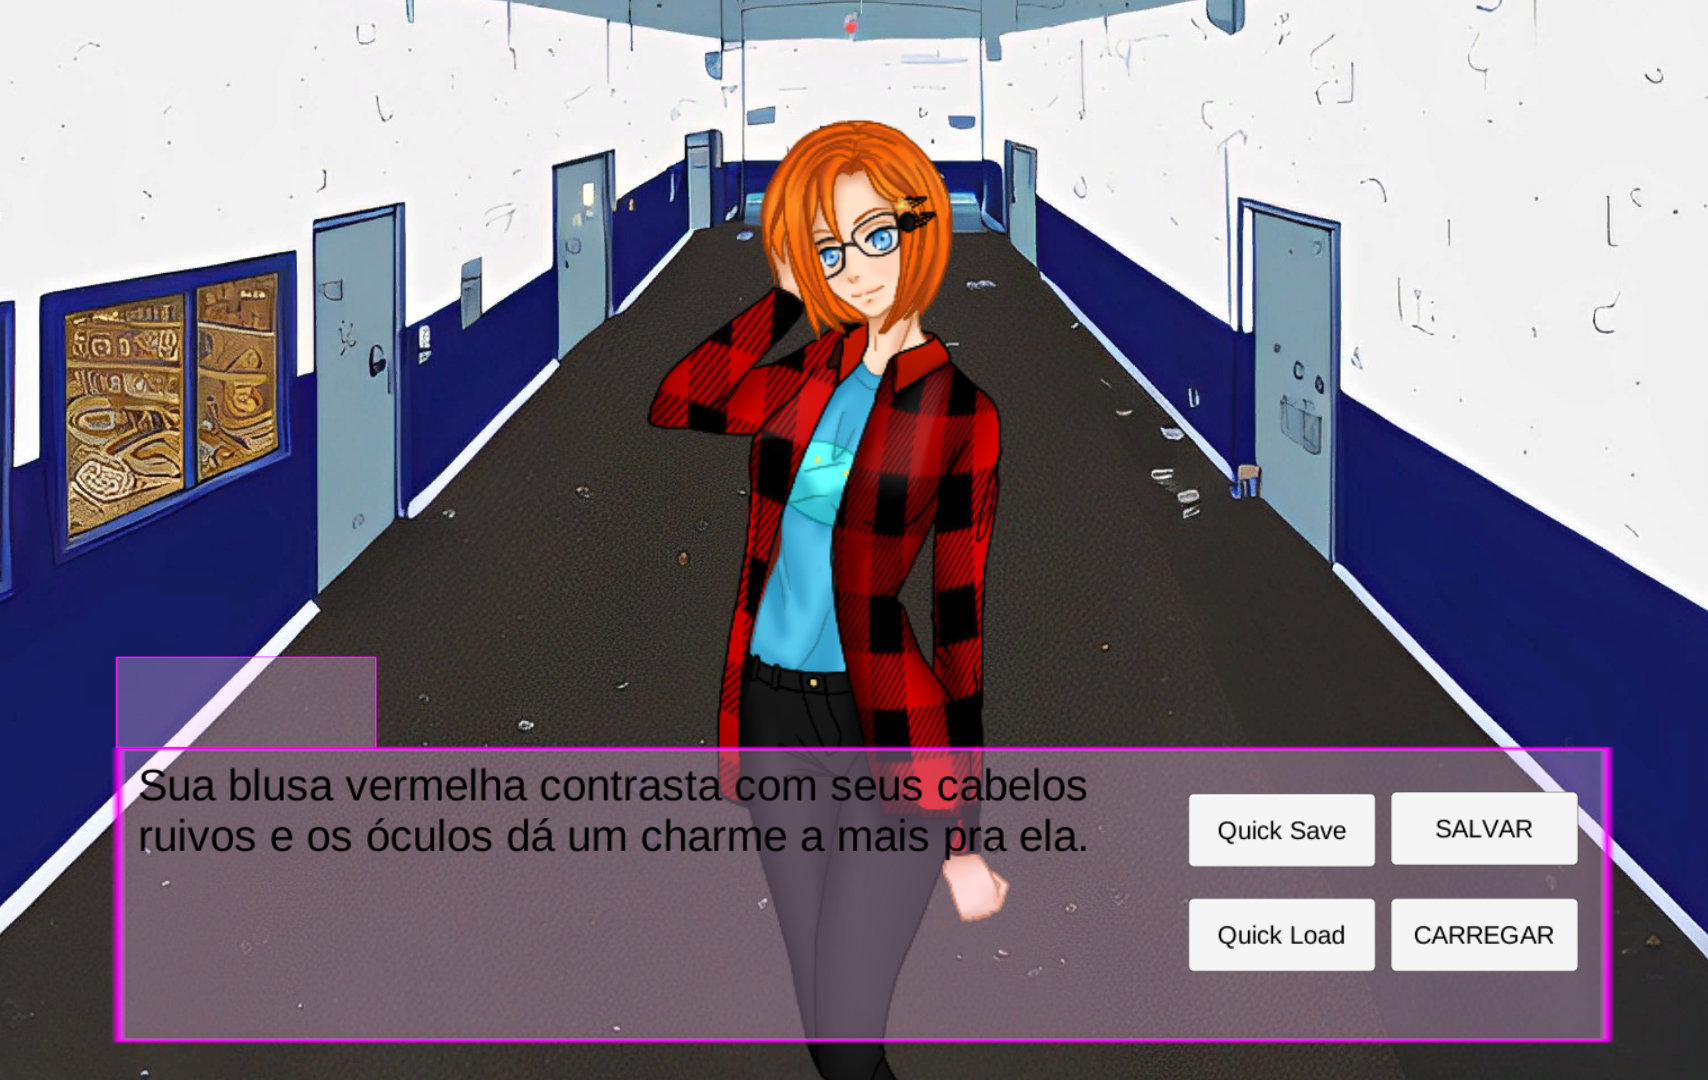 Sua blusa vermelha contrasta com seus cabelos
ruivos e os óculos dá um charme a mais pra ela.
Quick Save
SALVAR
Quick Load
CARREGAR